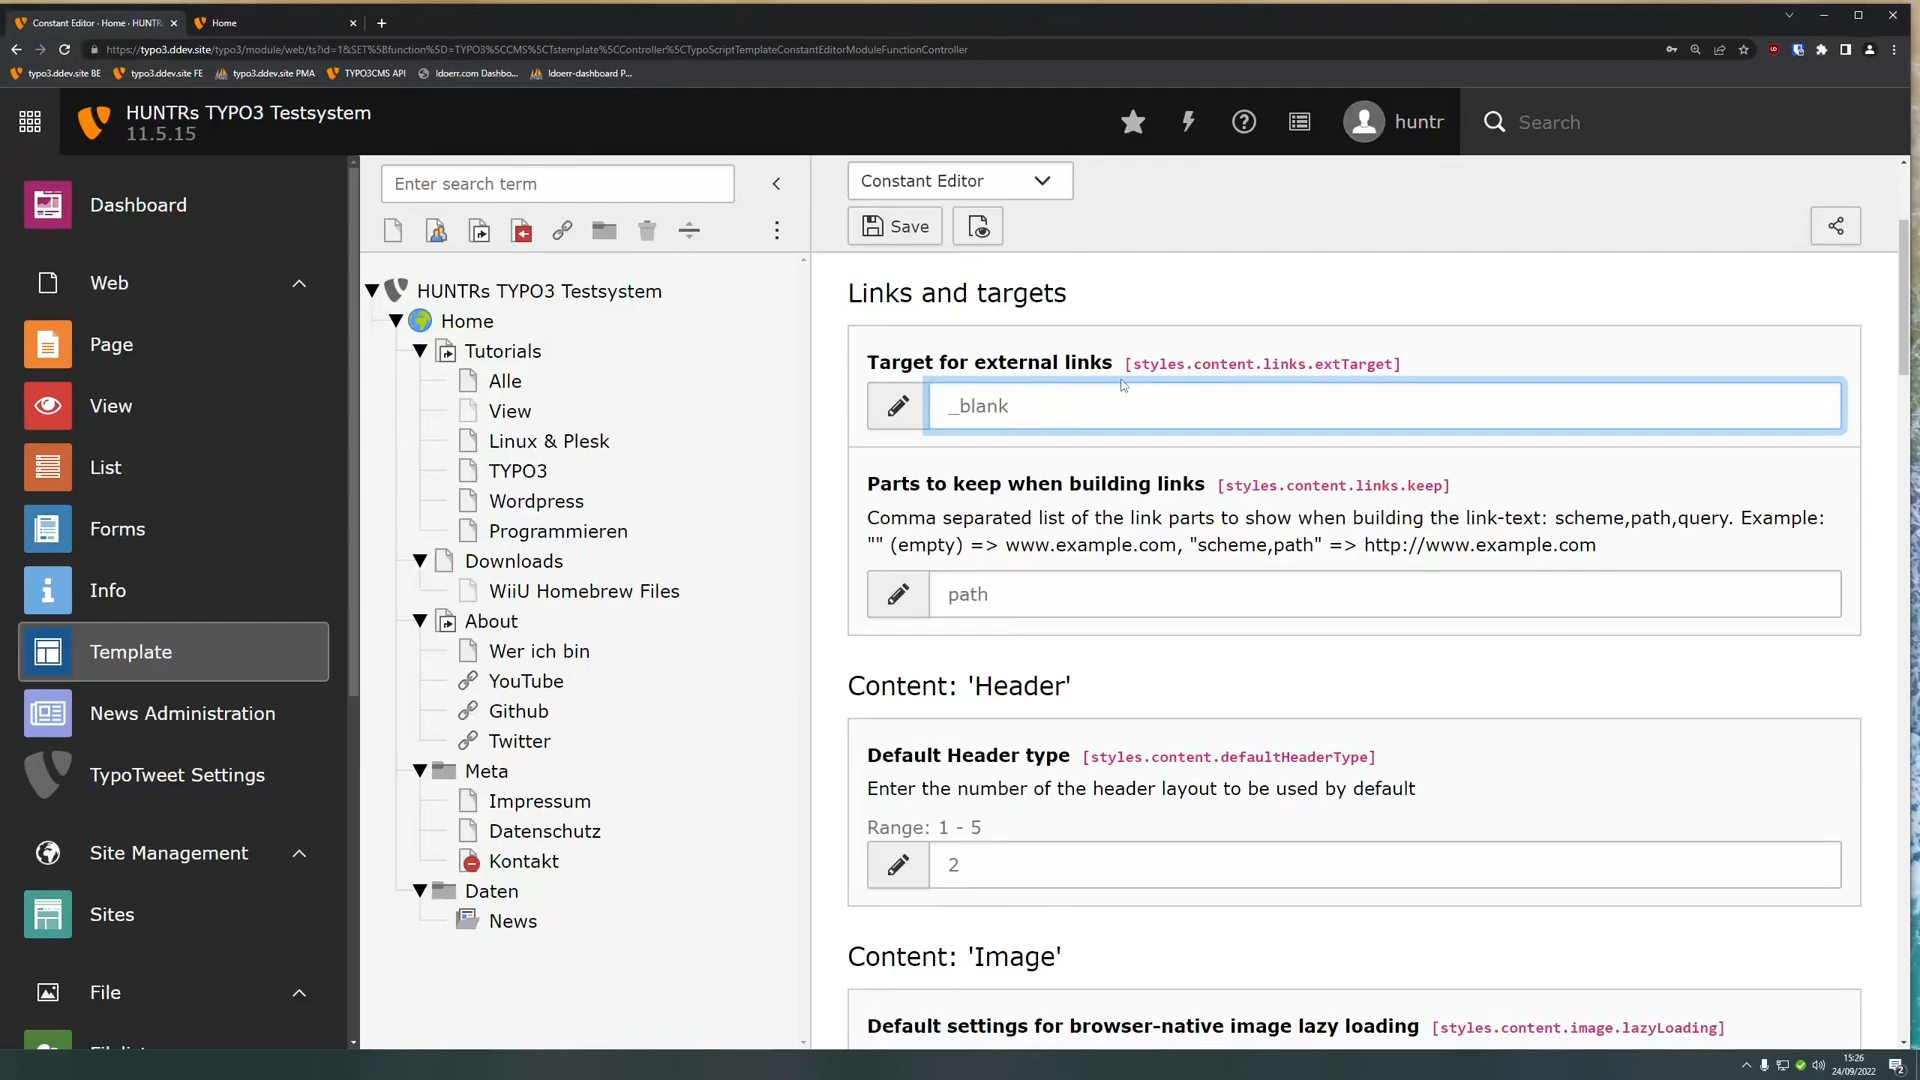 Constant Editor - Home - HUNTR
Home
https://typo3.ddev.site/typo3/module/web/ts?id=1&SET%5Bfunction%5D=TYPO3%5CCMS%5CTstemplate%5CController%5CTypoScriptTemplateConstantEditorModuleFunctionController
typo3.ddev.site BE
typo3.ddev.site FE
typo3.ddev.site PMA
TYPO3CMS API
ldoerr.com Dashbo...
ldoerr-dashboard P...
HUNTRs TYPO3 Testsystem
11.5.15
huntr
Search
Dashboard
Web
Page
View
List
Forms
Info
Template
News Administration
TypoTweet Settings
Site Management
Sites
File
Enter search term
HUNTRs TYPO3 Testsystem
Home
Tutorials
Alle
View
Linux & Plesk
TYPO3
Wordpress
Programmieren
Downloads
WiiU Homebrew Files
About
Wer ich bin
YouTube
Github
Twitter
Meta
Impressum
Datenschutz
Kontakt
Daten
News
Constant Editor
Save
Links and targets
Target for external links [styles.content.links.extTarget]
_blank
Parts to keep when building links [styles.content.links.keep]
Comma separated list of the link parts to show when building the link-text: scheme,path,query. Example:
"" (empty) => www.example.com, "scheme,path" => http://www.example.com
path
Content: 'Header'
Default Header type [styles.content.defaultHeaderType]
Enter the number of the header layout to be used by default
Range: 1 - 5
2
Content: 'Image'
Default settings for browser-native image lazy loading [styles.content.image.lazyLoading]
15:26
24/09/2022